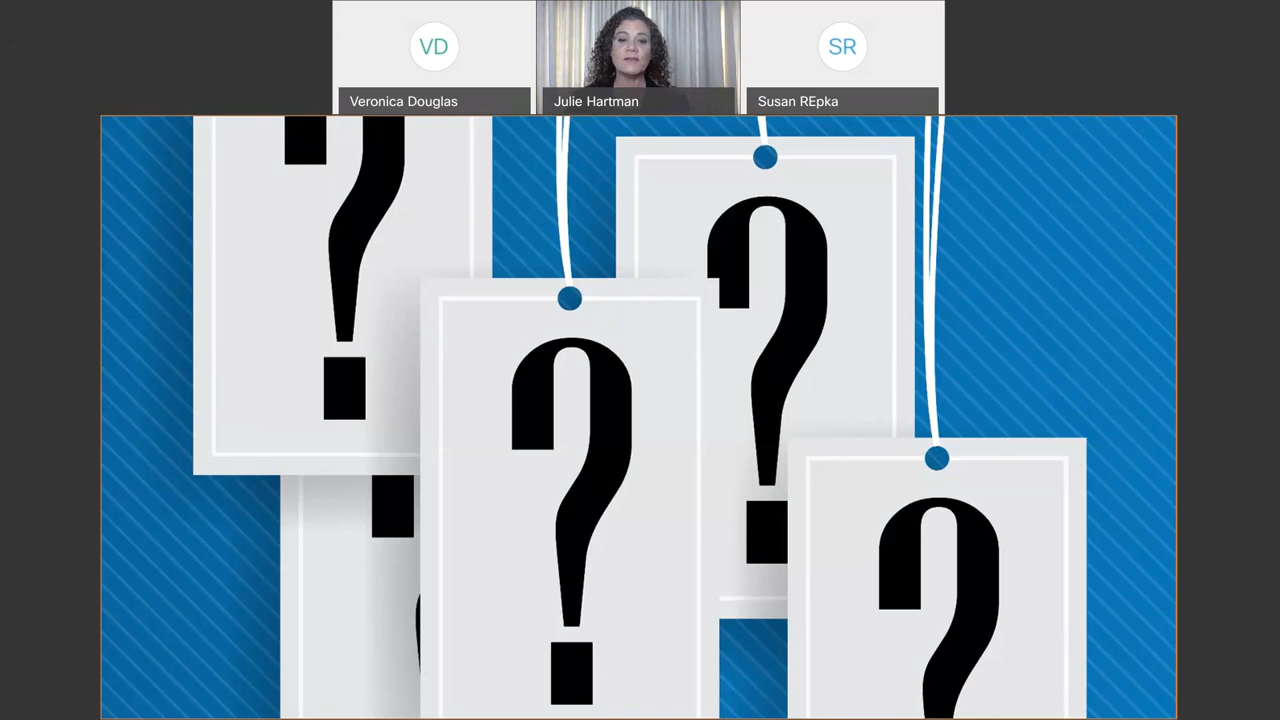 VD
SR
Veronica Douglas
Julie Hartman
Susan REpka
?
?
?
?